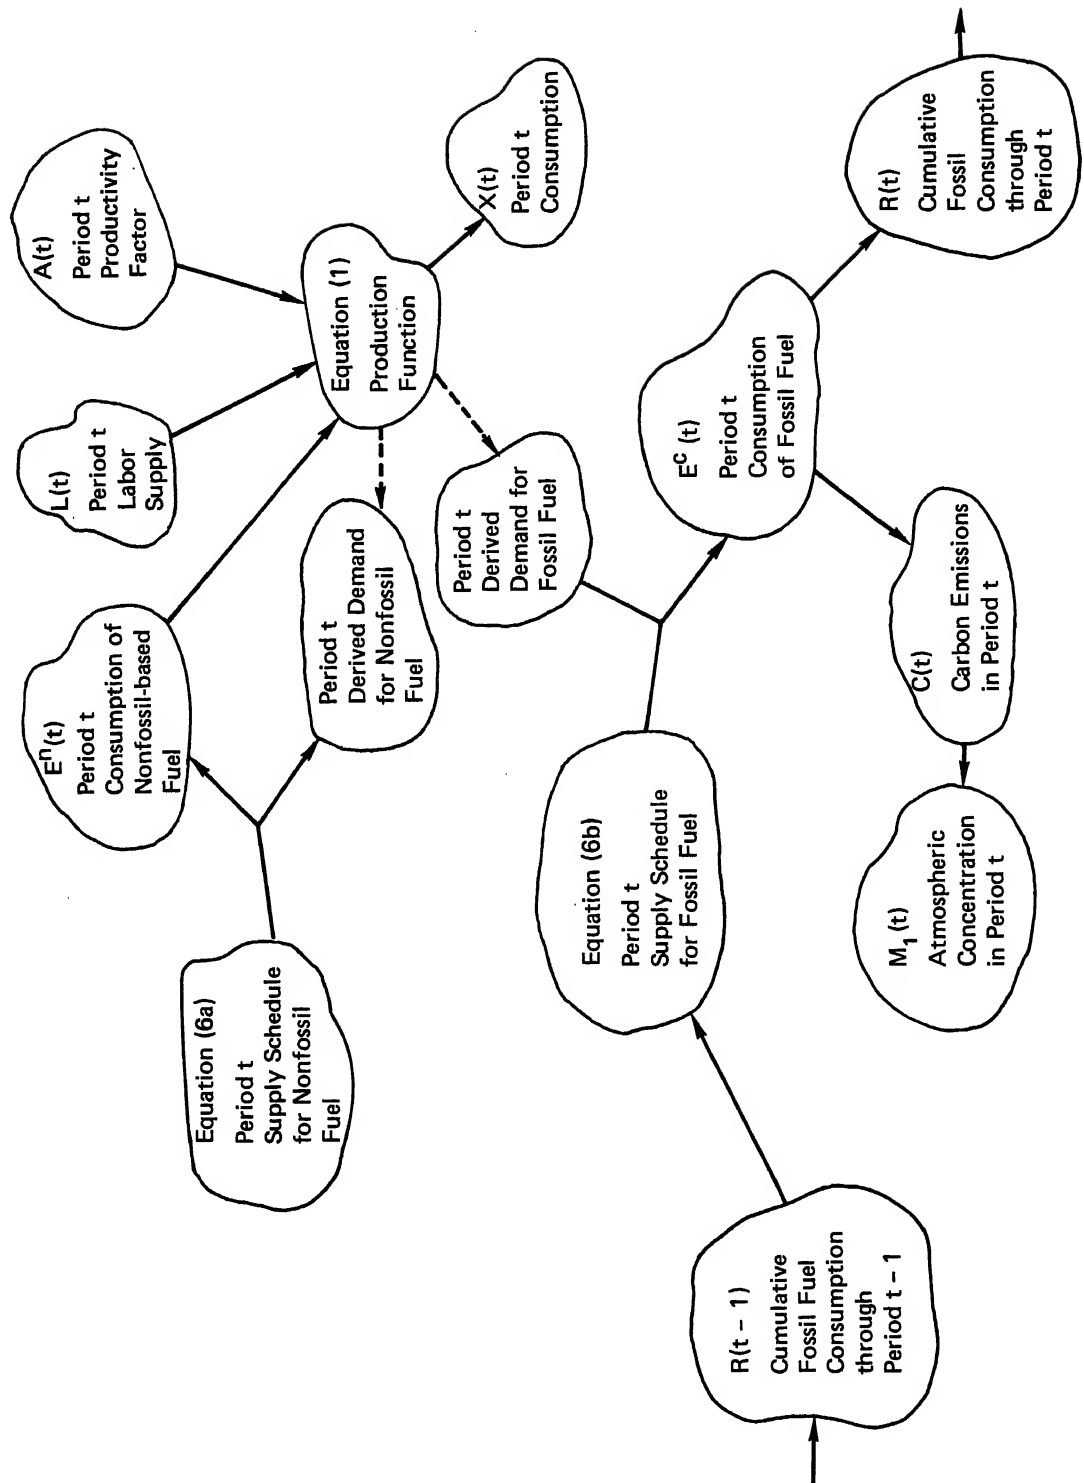 A(t)
Period t
Productivity
Factor
L(t)
Period t
Labor
Supply
Eⁿ(t)
Period t
Consumption of
Nonfossil-based
Fuel
Equation (6a)
Period t
Supply Schedule
for Nonfossil
Fuel
Equation (1)
Production
Function
X(t)
Period t
Consumption
Period t
Derived Demand
for Nonfossil
Fuel
Period t
Derived
Demand for
Fossil Fuel
Equation (6b)
Period t
Supply Schedule
for Fossil Fuel
Eᶜ (t)
Period t
Consumption
of Fossil Fuel
R(t – 1)
Cumulative
Fossil Fuel
Consumption
through
Period t – 1
R(t)
Cumulative
Fossil
Consumption
through
Period t
C(t)
Carbon Emissions
in Period t
M₁ (t)
Atmospheric
Concentration
in Period t